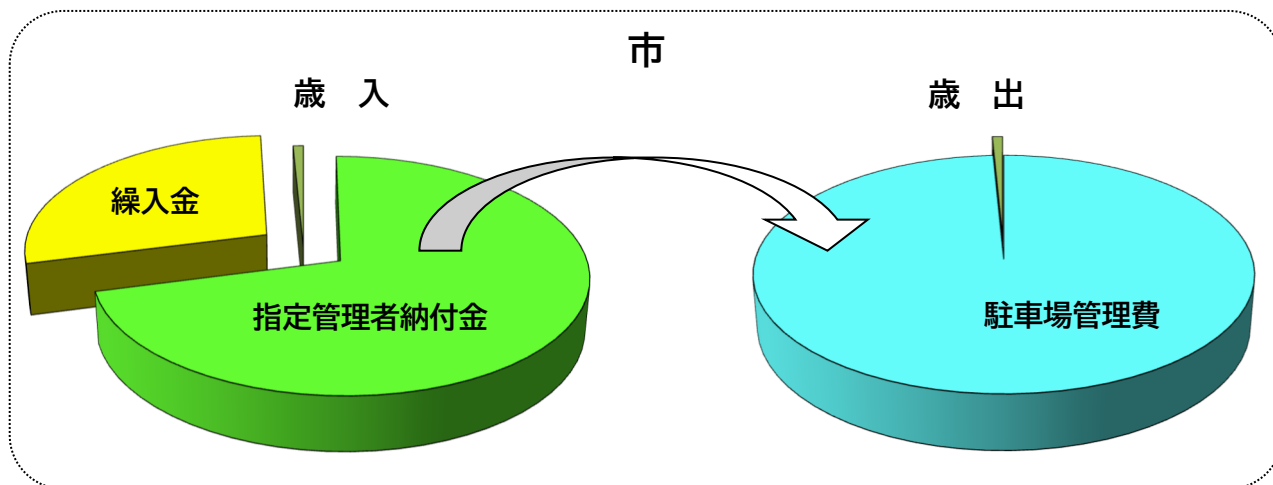 市
歳　入
歳　出
繰入金
指定管理者納付金
駐車場管理費